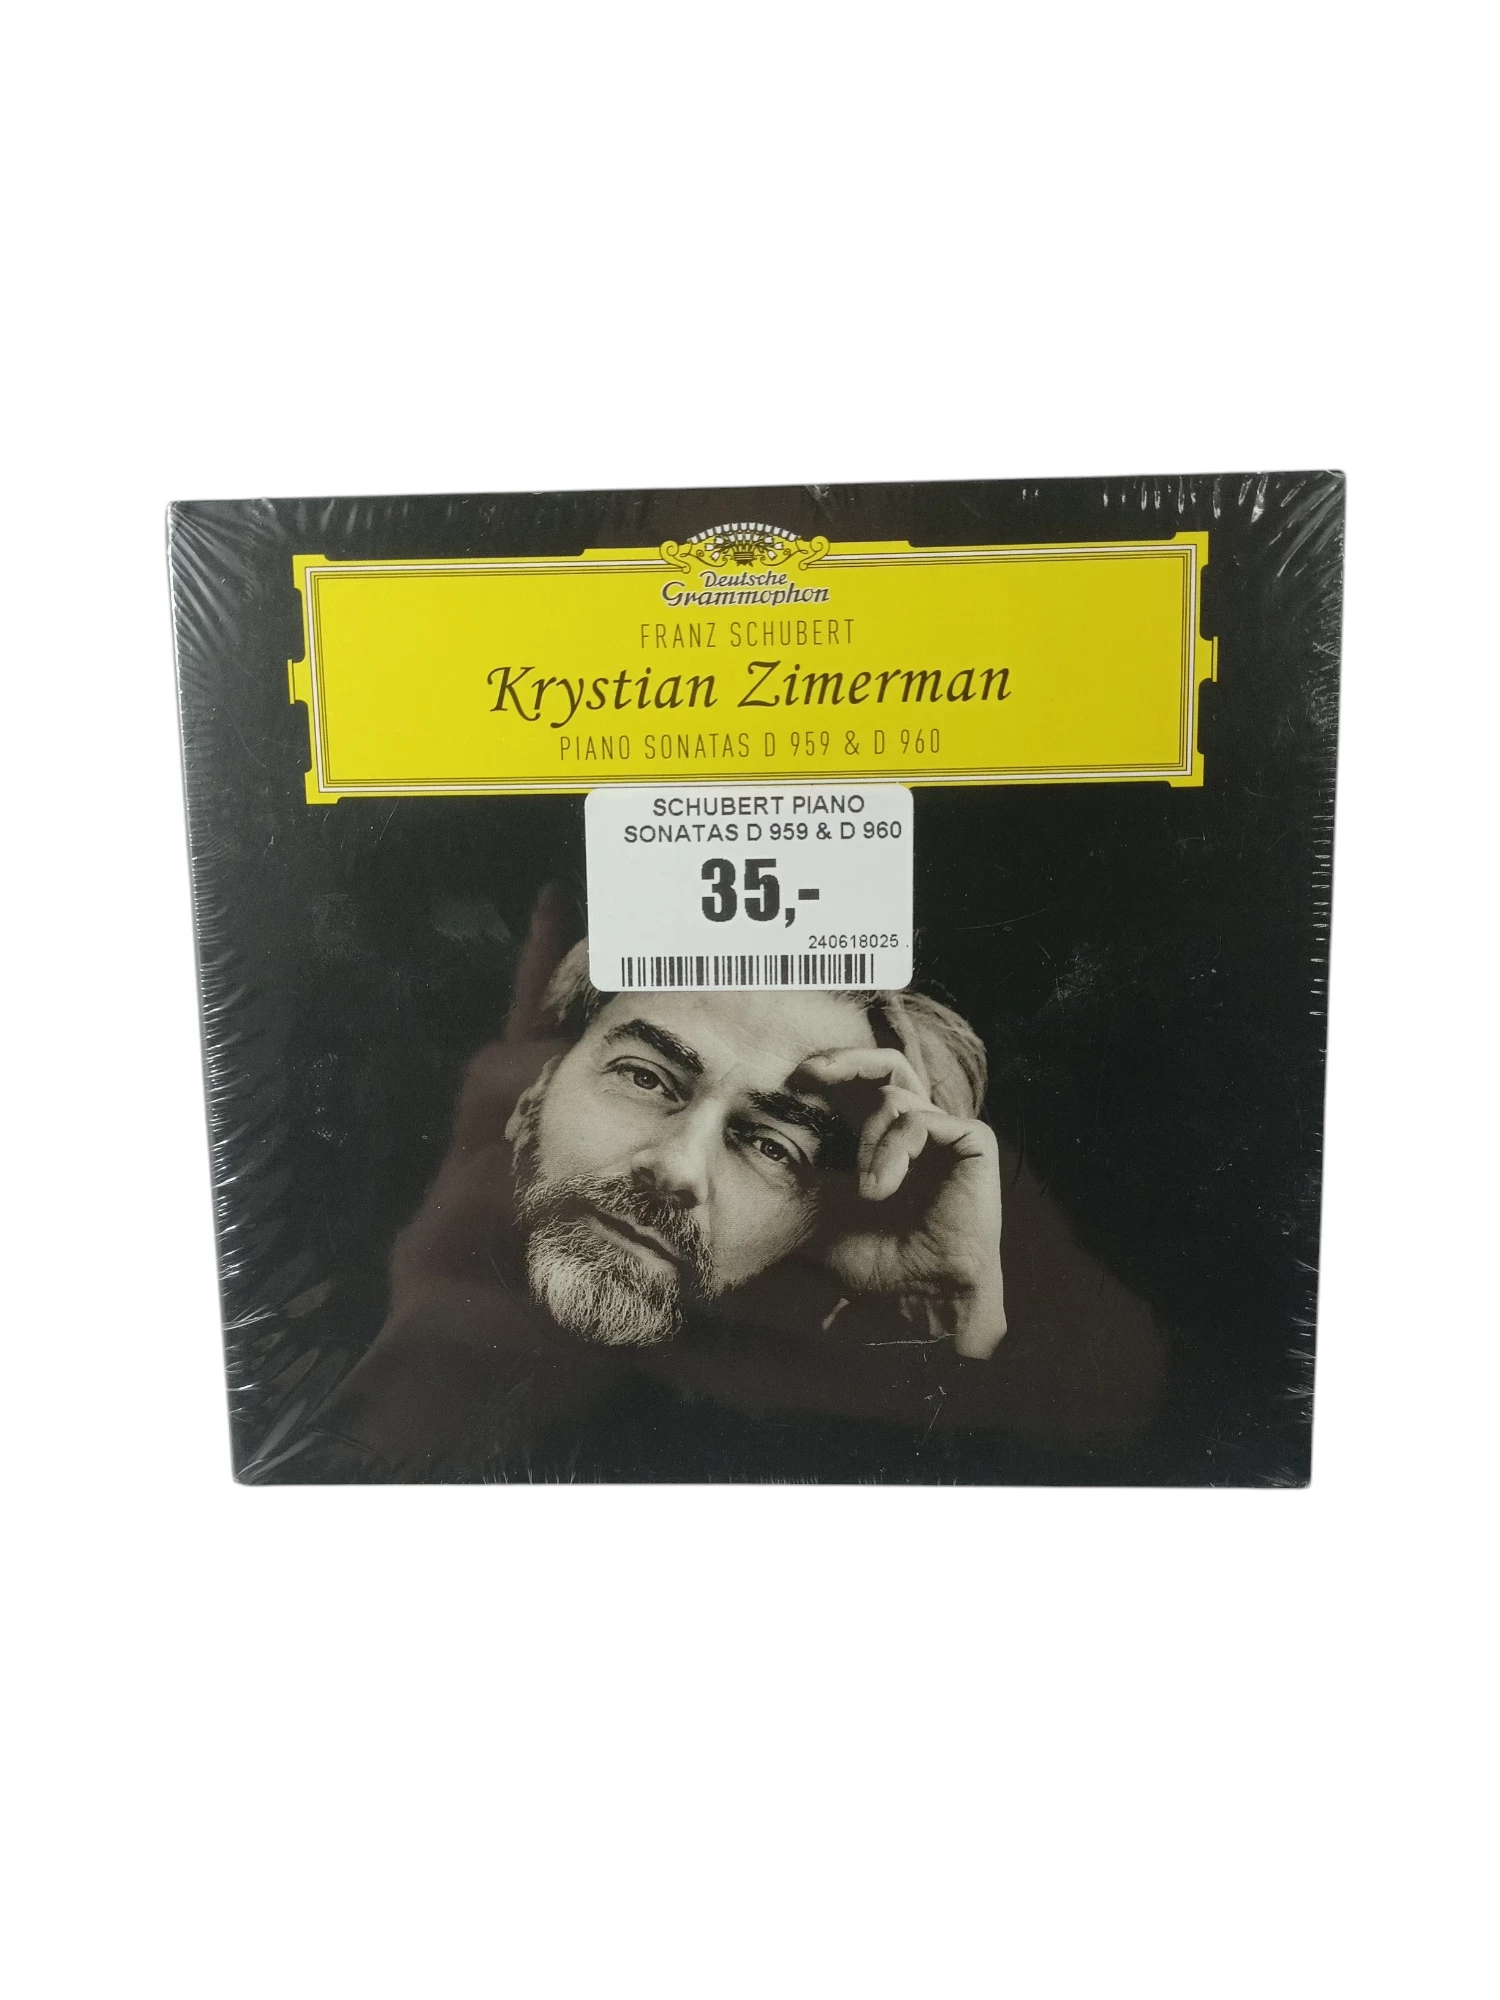 Deutsche
Grammophon
FRANZ SCHUBERT
Krystian Zimerman
PIANO SONATAS D 959 & D 960
SCHUBERT PIANO
SONATAS D 959 & D 960
35,-
240618025